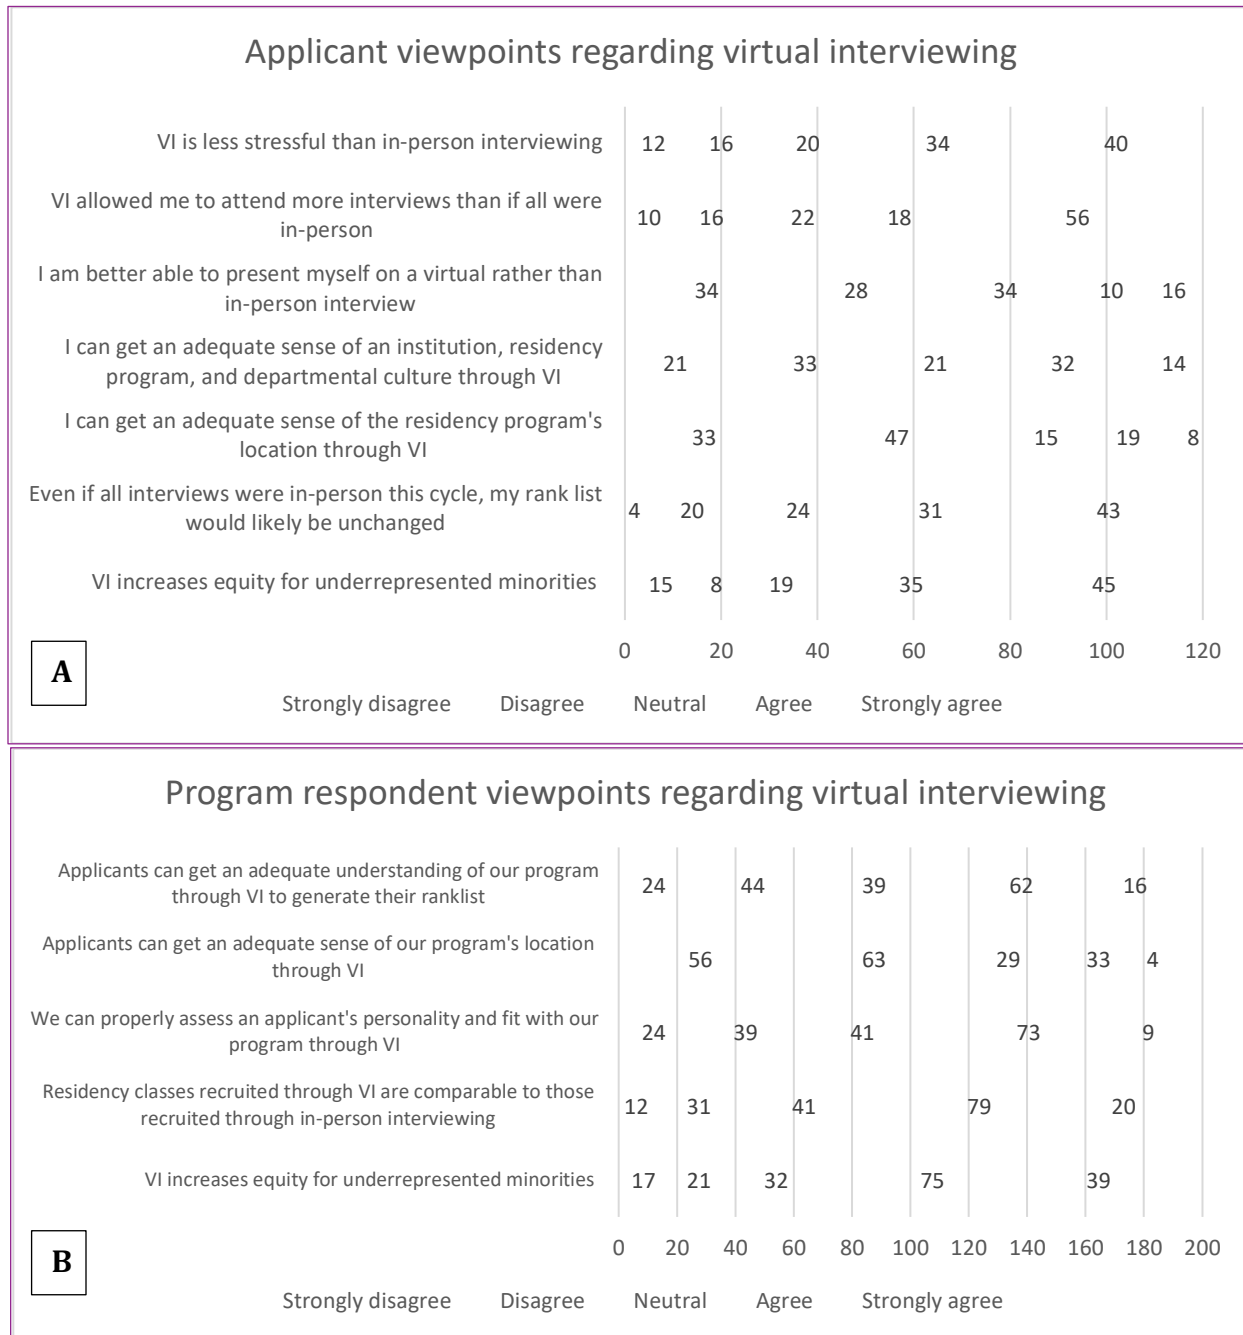 Applicant viewpoints regarding virtual interviewing
VI is less stressful than in-person interviewing 12 16 20 34 40
VI allowed me to attend more interviews than if all were
in-person 10 16 22 18 56
I am better able to present myself on a virtual rather than
in-person interview 34 28 34 10 16
I can get an adequate sense of an institution, residency
program, and departmental culture through VI 21 33 21 32 14
I can get an adequate sense of the residency program's
location through VI 33 47 15 19 8
Even if all interviews were in-person this cycle, my rank list
would likely be unchanged 4 20 24 31 43
VI increases equity for underrepresented minorities 15 8 19 35 45
0 20 40 60 80 100 120
A
Strongly disagree Disagree Neutral Agree Strongly agree
Program respondent viewpoints regarding virtual interviewing
Applicants can get an adequate understanding of our program
through VI to generate their ranklist 24 44 39 62 16
Applicants can get an adequate sense of our program's location
through VI 56 63 29 33 4
We can properly assess an applicant's personality and fit with our
program through VI 24 39 41 73 9
Residency classes recruited through VI are comparable to those
recruited through in-person interviewing 12 31 41 79 20
VI increases equity for underrepresented minorities 17 21 32 75 39
0 20 40 60 80 100 120 140 160 180 200
B
Strongly disagree Disagree Neutral Agree Strongly agree